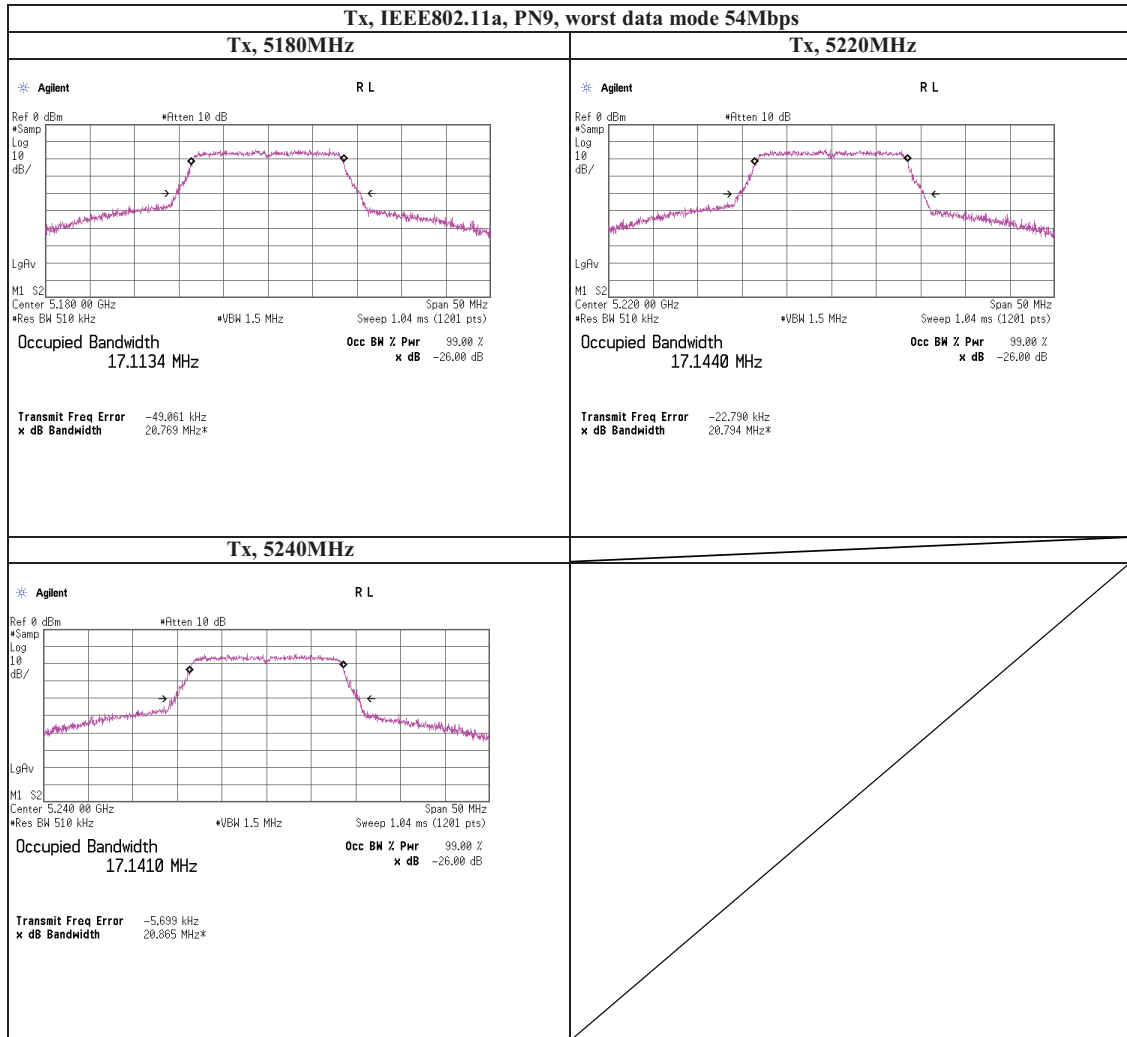 Tx, IEEE802.11a, PN9, worst data mode 54Mbps
Tx, 5180MHz
Agilent R L
Ref 0 dBm #Atten 10 dB
#Samp
Log
10
dB/
LgAv
M1 S2
Center 5.180 00 GHz Span 50 MHz
#Res BW 510 kHz #VBW 1.5 MHz Sweep 1.04 ms (1201 pts)
Occupied Bandwidth Occ BW % Pwr 99.00 %
17.1134 MHz x dB -26.00 dB
Transmit Freq Error -49.061 kHz
x dB Bandwidth 20.769 MHz*
Tx, 5220MHz
Agilent R L
Ref 0 dBm #Atten 10 dB
#Samp
Log
10
dB/
LgAv
M1 S2
Center 5.220 00 GHz Span 50 MHz
#Res BW 510 kHz #VBW 1.5 MHz Sweep 1.04 ms (1201 pts)
Occupied Bandwidth Occ BW % Pwr 99.00 %
17.1440 MHz x dB -26.00 dB
Transmit Freq Error -22.790 kHz
x dB Bandwidth 20.794 MHz*
Tx, 5240MHz
Agilent R L
Ref 0 dBm #Atten 10 dB
#Samp
Log
10
dB/
LgAv
M1 S2
Center 5.240 00 GHz Span 50 MHz
#Res BW 510 kHz #VBW 1.5 MHz Sweep 1.04 ms (1201 pts)
Occupied Bandwidth Occ BW % Pwr 99.00 %
17.1410 MHz x dB -26.00 dB
Transmit Freq Error -5.699 kHz
x dB Bandwidth 20.865 MHz*